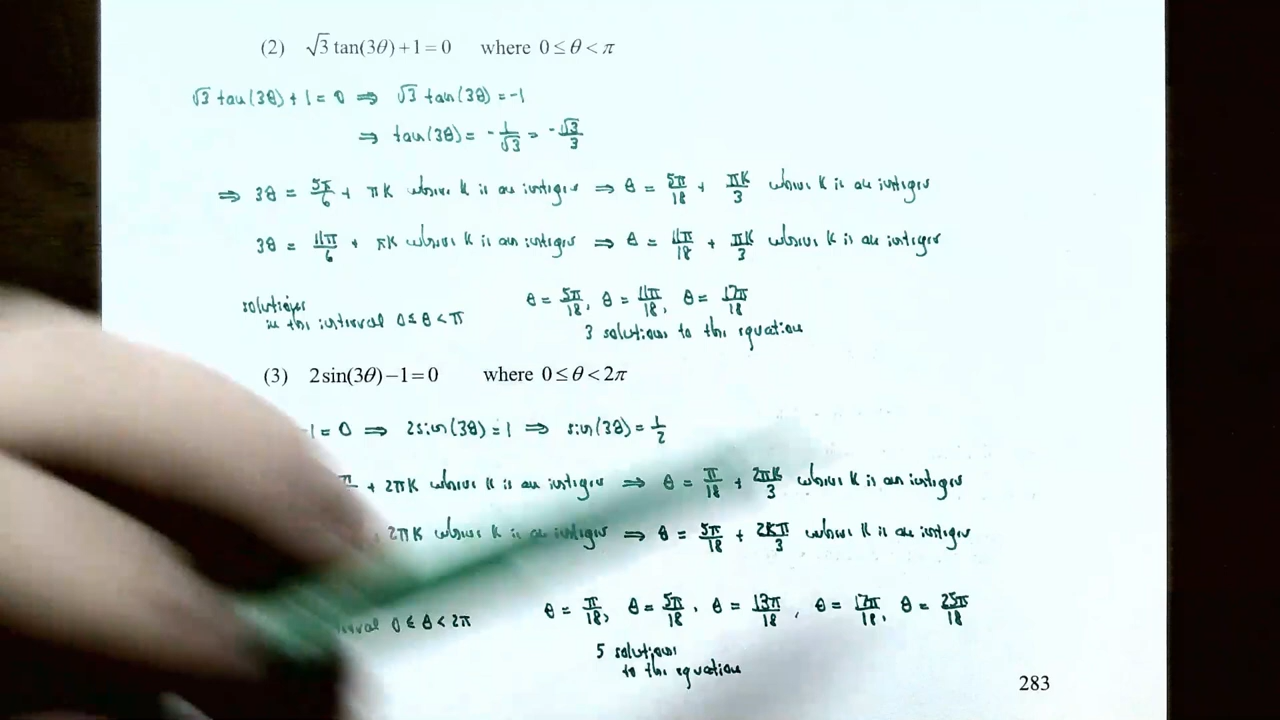 (2) √3 tan(3θ)+1=0 where 0≤θ<π
√3 tan(3θ)+1=0 ⇒ √3 tan(3θ)=-1
⇒ tan(3θ)= -1/√3 = -√3/3
⇒ 3θ = 5π/6 + πK where K is an integer ⇒ θ = 5π/18 + πK/3 where K is an integer
3θ = 11π/6 + πK where K is an integer ⇒ θ = 11π/18 + πK/3 where K is an integer
solutions
in the interval 0≤θ<π
θ = 5π/18, θ = 11π/18, θ = 17π/18
3 solutions to the equation
(3) 2sin(3θ)−1=0 where 0≤θ<2π
-1=0 ⇒ 2sin(3θ)=1 ⇒ sin(3θ)=1/2
+ 2πK where K is an integer ⇒ θ = π/18 + 2πK/3 where K is an integer
2πK where K is an integer ⇒ θ = 5π/18 + 2Kπ/3 where K is an integer
0≤θ<2π
θ = π/18, θ = 5π/18, θ = 13π/18, θ = 17π/18, θ = 25π/18
5 solutions
to the equation
283